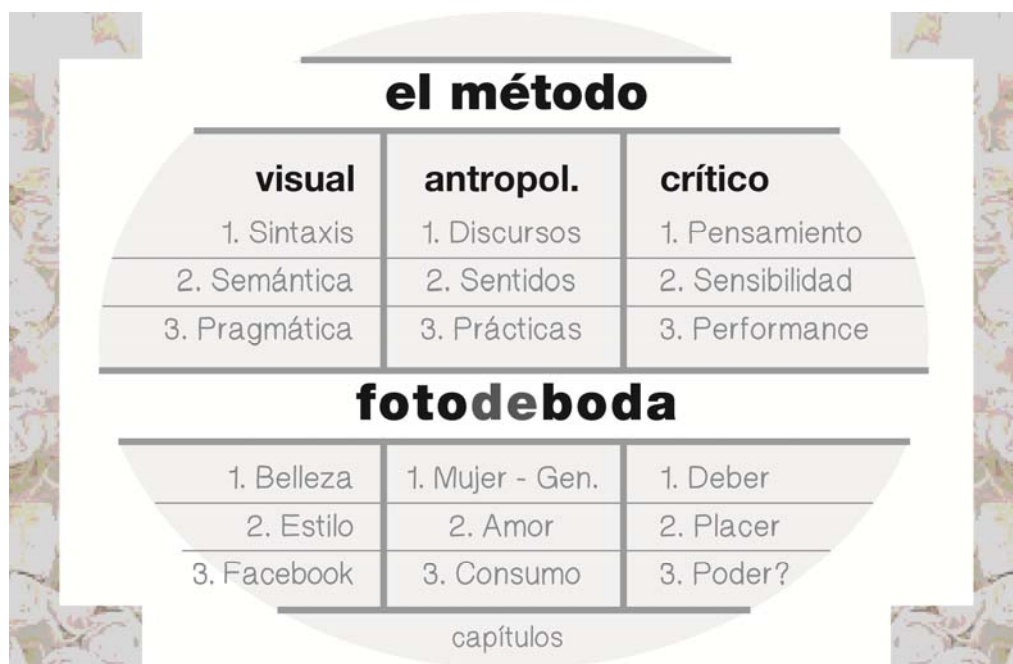 el método
visual antropol. crítico
1. Sintaxis 1. Discursos 1. Pensamiento
2. Semántica 2. Sentidos 2. Sensibilidad
3. Pragmática 3. Prácticas 3. Performance
fotodeboda
1. Belleza 1. Mujer - Gen. 1. Deber
2. Estilo 2. Amor 2. Placer
3. Facebook 3. Consumo 3. Poder?
capítulos